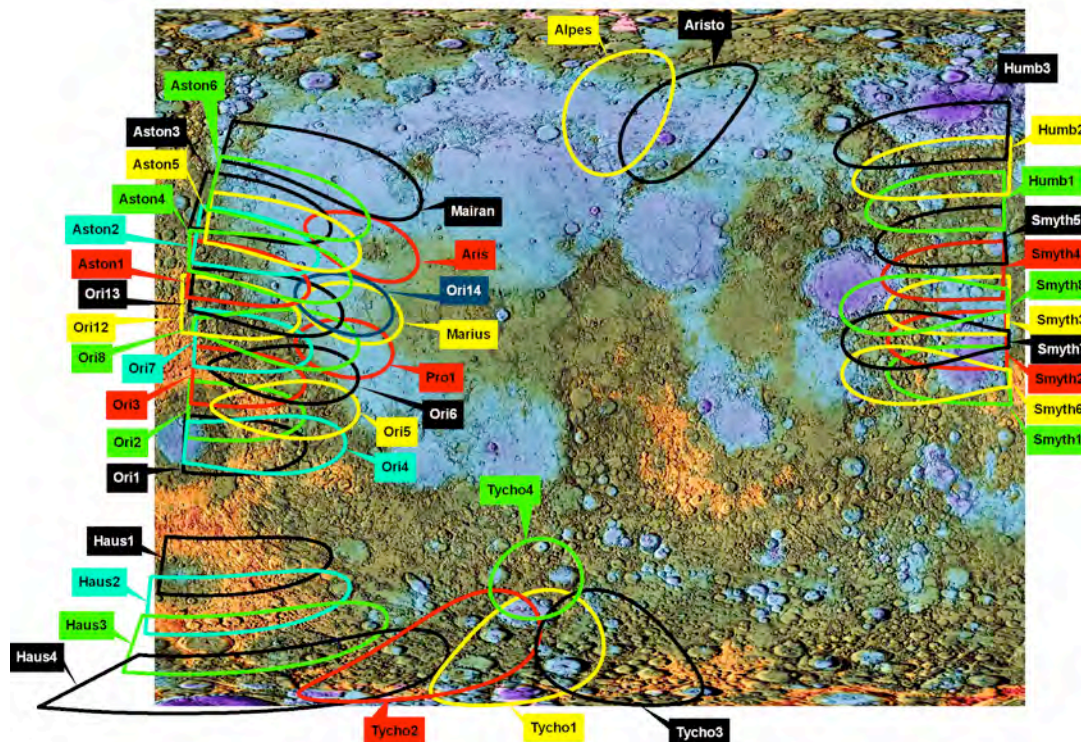 Alpes
Aristo
Humb3
Aston6
Aston3
Humb2
Aston5
Humb1
Aston4
Mairan
Smyth5
Aston2
Aris
Smyth4
Aston1
Ori14
Smyth8
Ori13
Smyth3
Ori12
Marius
Smyth7
Ori8
Ori7
Pro1
Smyth2
Ori3
Ori6
Smyth6
Ori2
Ori5
Smyth1
Ori4
Ori1
Tycho4
Haus1
Haus2
Haus3
Haus4
Tycho2
Tycho1
Tycho3